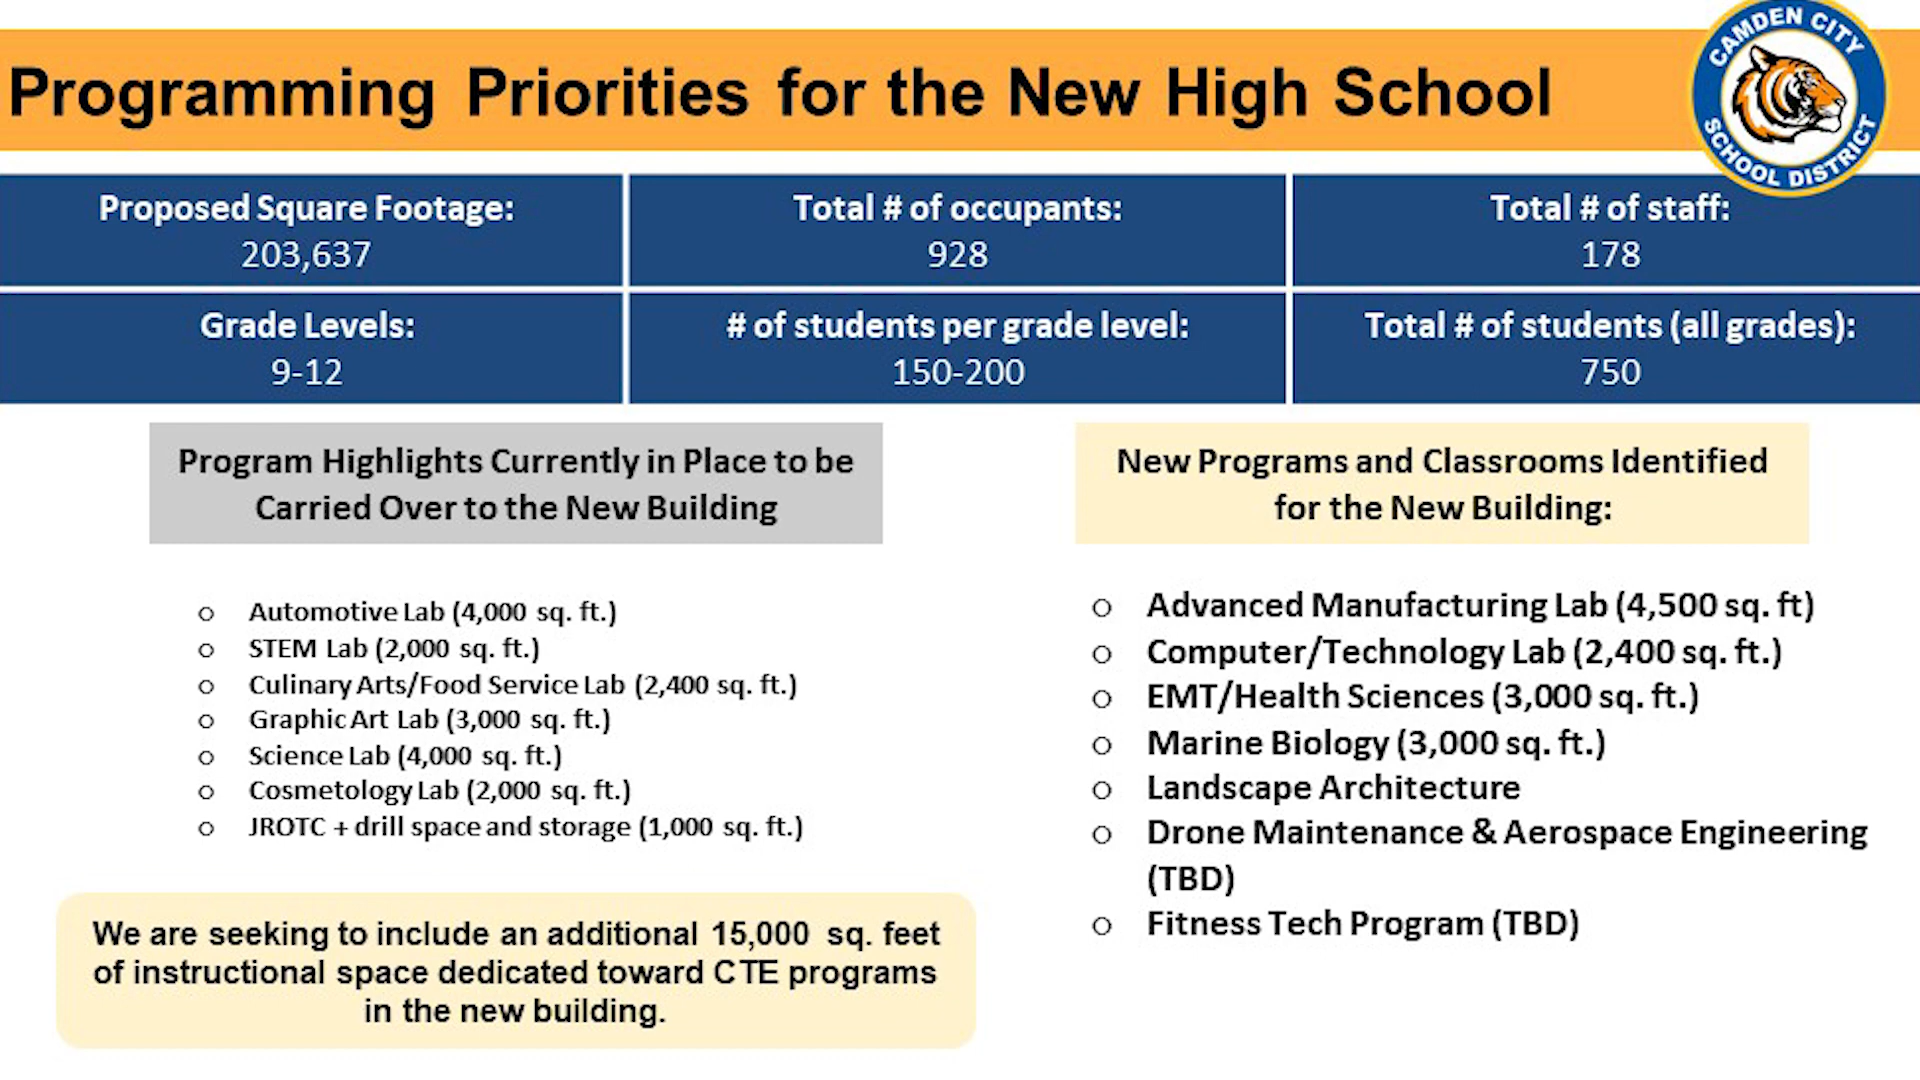 CAMDEN CITY
SCHOOL DISTRICT
Programming Priorities for the New High School
Proposed Square Footage:
203,637
Total # of occupants:
928
Total # of staff:
178
Grade Levels:
9-12
# of students per grade level:
150-200
Total # of students (all grades):
750
Program Highlights Currently in Place to be
Carried Over to the New Building
o Automotive Lab (4,000 sq. ft.)
o STEM Lab (2,000 sq. ft.)
o Culinary Arts/Food Service Lab (2,400 sq. ft.)
o Graphic Art Lab (3,000 sq. ft.)
o Science Lab (4,000 sq. ft.)
o Cosmetology Lab (2,000 sq. ft.)
o JROTC + drill space and storage (1,000 sq. ft.)
We are seeking to include an additional 15,000 sq. feet
of instructional space dedicated toward CTE programs
in the new building.
New Programs and Classrooms Identified
for the New Building:
o Advanced Manufacturing Lab (4,500 sq. ft)
o Computer/Technology Lab (2,400 sq. ft.)
o EMT/Health Sciences (3,000 sq. ft.)
o Marine Biology (3,000 sq. ft.)
o Landscape Architecture
o Drone Maintenance & Aerospace Engineering
(TBD)
o Fitness Tech Program (TBD)